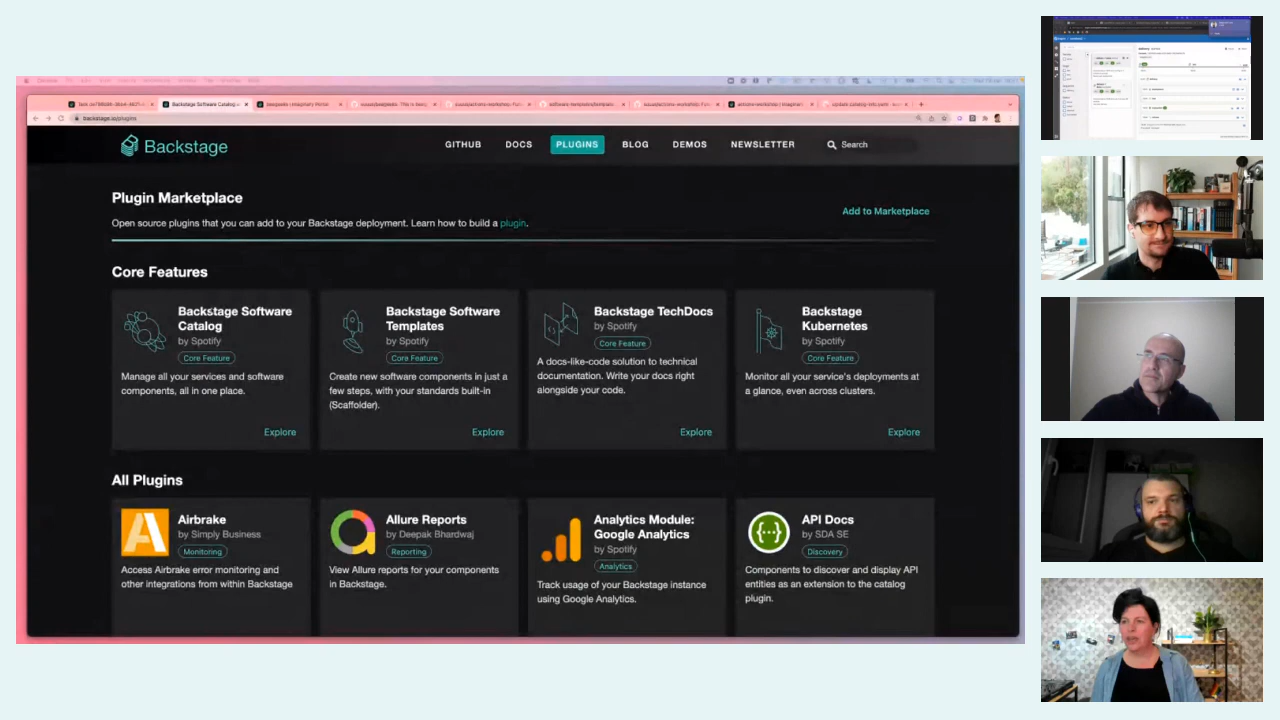 Backstage Software Catalog
backstage.io/plugins
Backstage
GITHUB
DOCS
PLUGINS
BLOG
DEMOS
NEWSLETTER
Search
Plugin Marketplace
Open source plugins that you can add to your Backstage deployment. Learn how to build a plugin.
Add to Marketplace
Core Features
Backstage Software
Catalog
by Spotify
Core Feature
Manage all your services and software
components, all in one place.
Explore
Backstage Software
Templates
by Spotify
Core Feature
Create new software components in just a
few steps, with your standards built-in
(Scaffolder).
Explore
Backstage TechDocs
by Spotify
Core Feature
A docs-like-code solution to technical
documentation. Write your docs right
alongside your code.
Explore
Backstage
Kubernetes
by Spotify
Core Feature
Monitor all your service's deployments at
a glance, even across clusters.
Explore
All Plugins
Airbrake
by Simply Business
Monitoring
Access Airbrake error monitoring and
other integrations from within Backstage
Allure Reports
by Deepak Bhardwaj
Reporting
View Allure reports for your components
in Backstage.
Analytics Module:
Google Analytics
by Spotify
Analytics
Track usage of your Backstage instance
using Google Analytics.
API Docs
by SDA SE
Discovery
Components to discover and display API
entities as an extension to the catalog
plugin.